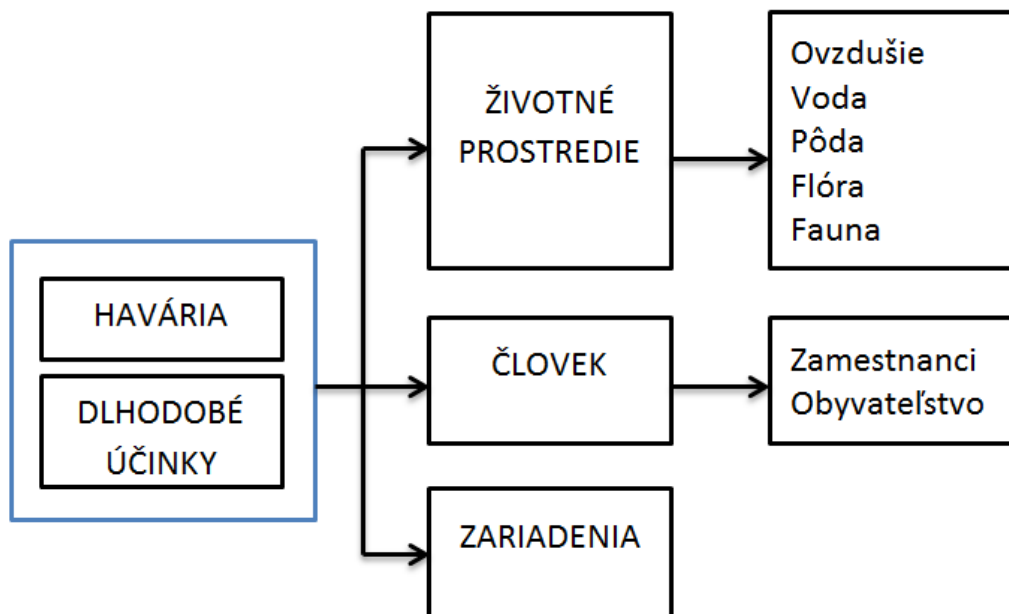 HAVÁRIA
DLHODOBÉ
ÚČINKY
ŽIVOTNÉ
PROSTREDIE
Ovzdušie
Voda
Pôda
Flóra
Fauna
ČLOVEK
Zamestnanci
Obyvateľstvo
ZARIADENIA